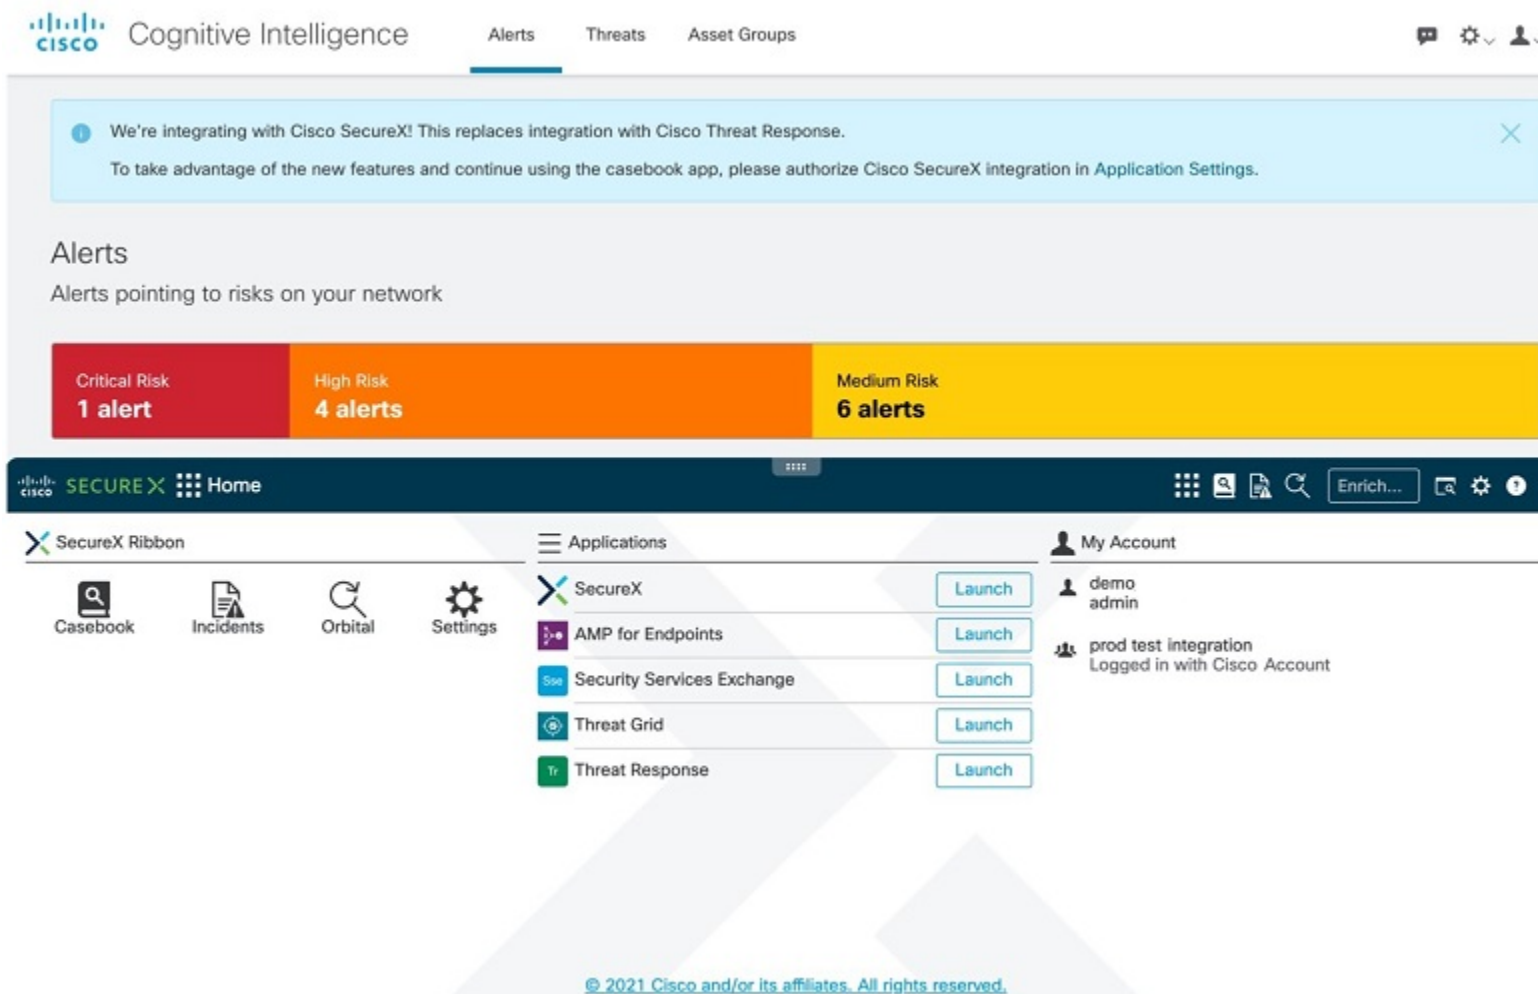 CISCO Cognitive Intelligence Alerts Threats Asset Groups
We're integrating with Cisco SecureX! This replaces integration with Cisco Threat Response.
To take advantage of the new features and continue using the casebook app, please authorize Cisco SecureX integration in Application Settings.
Alerts
Alerts pointing to risks on your network
Critical Risk
1 alert
High Risk
4 alerts
Medium Risk
6 alerts
CISCO SECUREX Home Enrich...
SecureX Ribbon
Casebook Incidents Orbital Settings
Applications
SecureX Launch
AMP for Endpoints Launch
Sse Security Services Exchange Launch
Threat Grid Launch
Tr Threat Response Launch
My Account
demo
admin
prod test integration
Logged in with Cisco Account
© 2021 Cisco and/or its affiliates. All rights reserved.